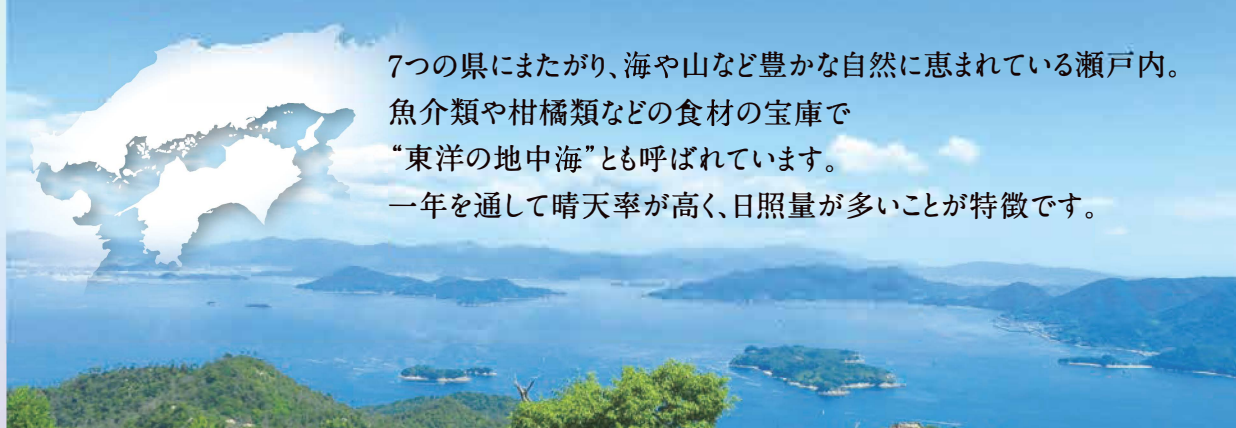 7つの県にまたがり、海や山など豊かな自然に恵まれている瀬戸内。
魚介類や柑橘類などの食材の宝庫で
“東洋の地中海”とも呼ばれています。
一年を通して晴天率が高く、日照量が多いことが特徴です。